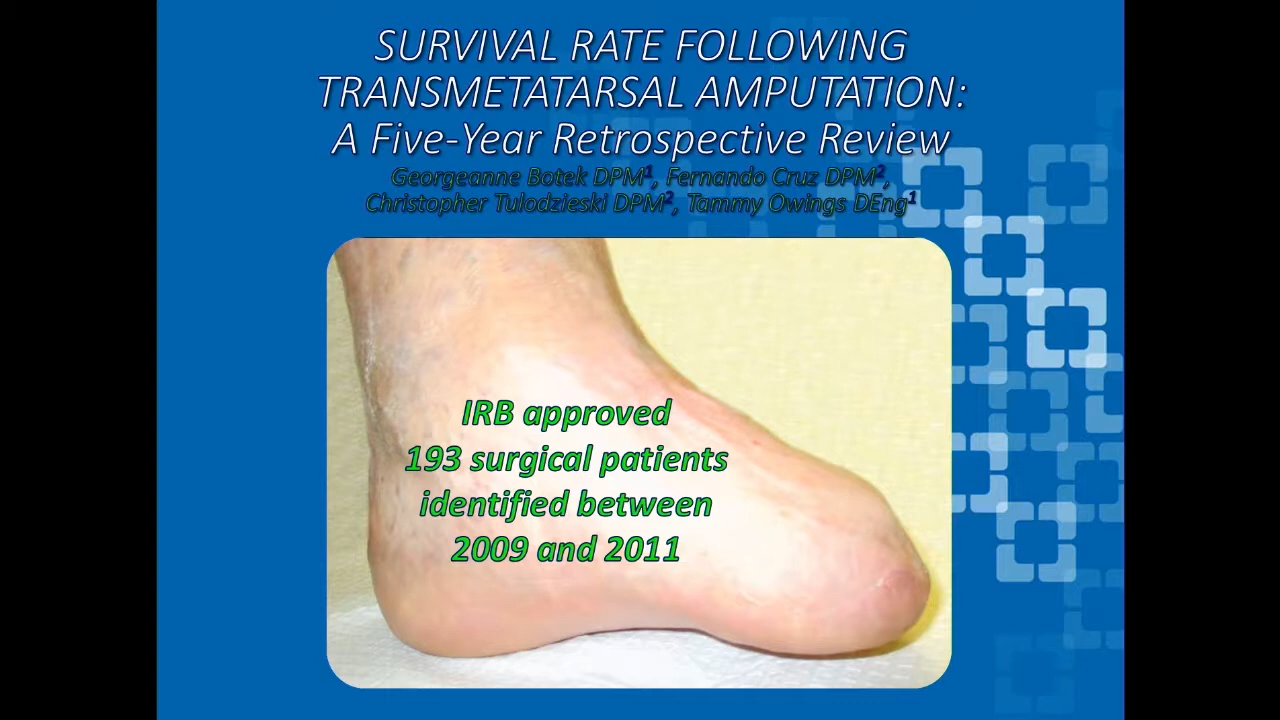 SURVIVAL RATE FOLLOWING
TRANSMETATARSAL AMPUTATION:
A Five-Year Retrospective Review
Georgeanne Botek DPM¹, Fernando Cruz DPM²,
Christopher Tulodzieski DPM², Tammy Owings DEng¹
IRB approved
193 surgical patients
identified between
2009 and 2011